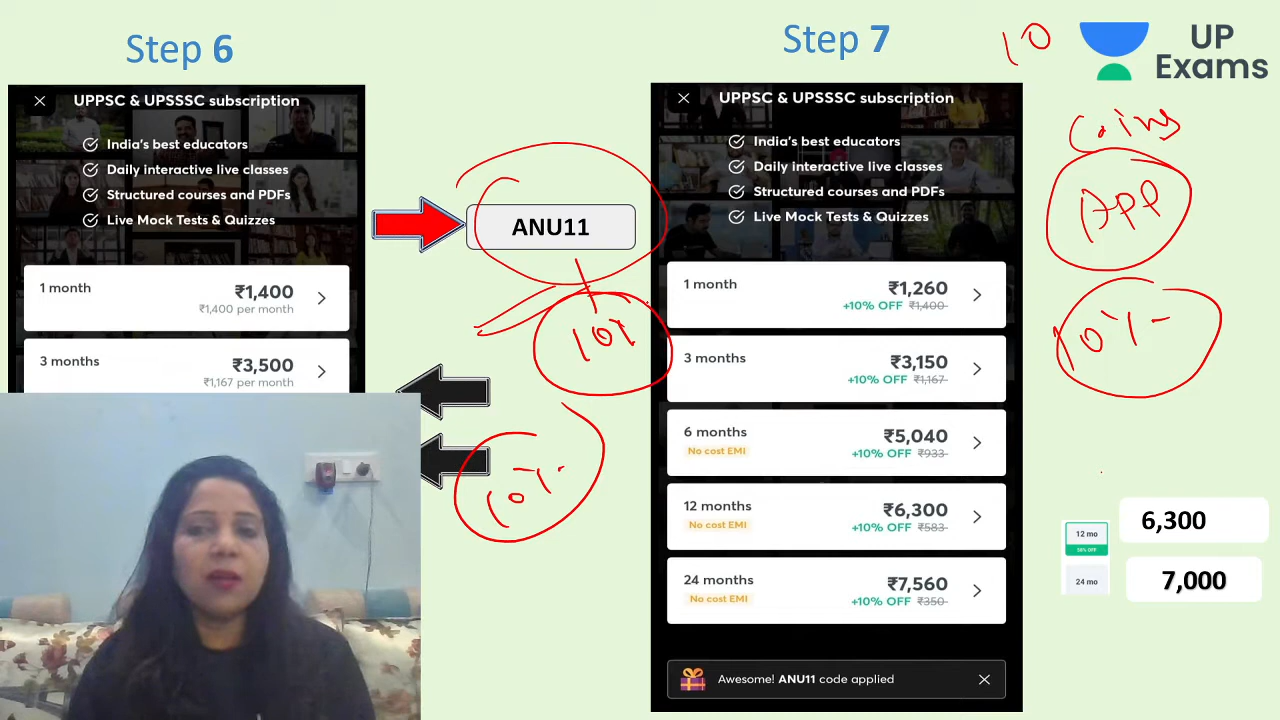 Step 6
UPPSC & UPSSSC subscription
India's best educators
Daily interactive live classes
Structured courses and PDFs
Live Mock Tests & Quizzes
1 month
₹1,400
₹1,400 per month
3 months
₹3,500
₹1,167 per month
ANU11
10%
10%
Step 7
UPPSC & UPSSSC subscription
India's best educators
Daily interactive live classes
Structured courses and PDFs
Live Mock Tests & Quizzes
1 month
₹1,260
+10% OFF ₹1,400
3 months
₹3,150
+10% OFF ₹1,167
6 months
₹5,040
No cost EMI
+10% OFF ₹933
12 months
₹6,300
No cost EMI
+10% OFF ₹583
24 months
₹7,560
No cost EMI
+10% OFF ₹350
Awesome! ANU11 code applied
10
UP
Exams
Coins
APP
10%
12 mo
6,300
24 mo
7,000